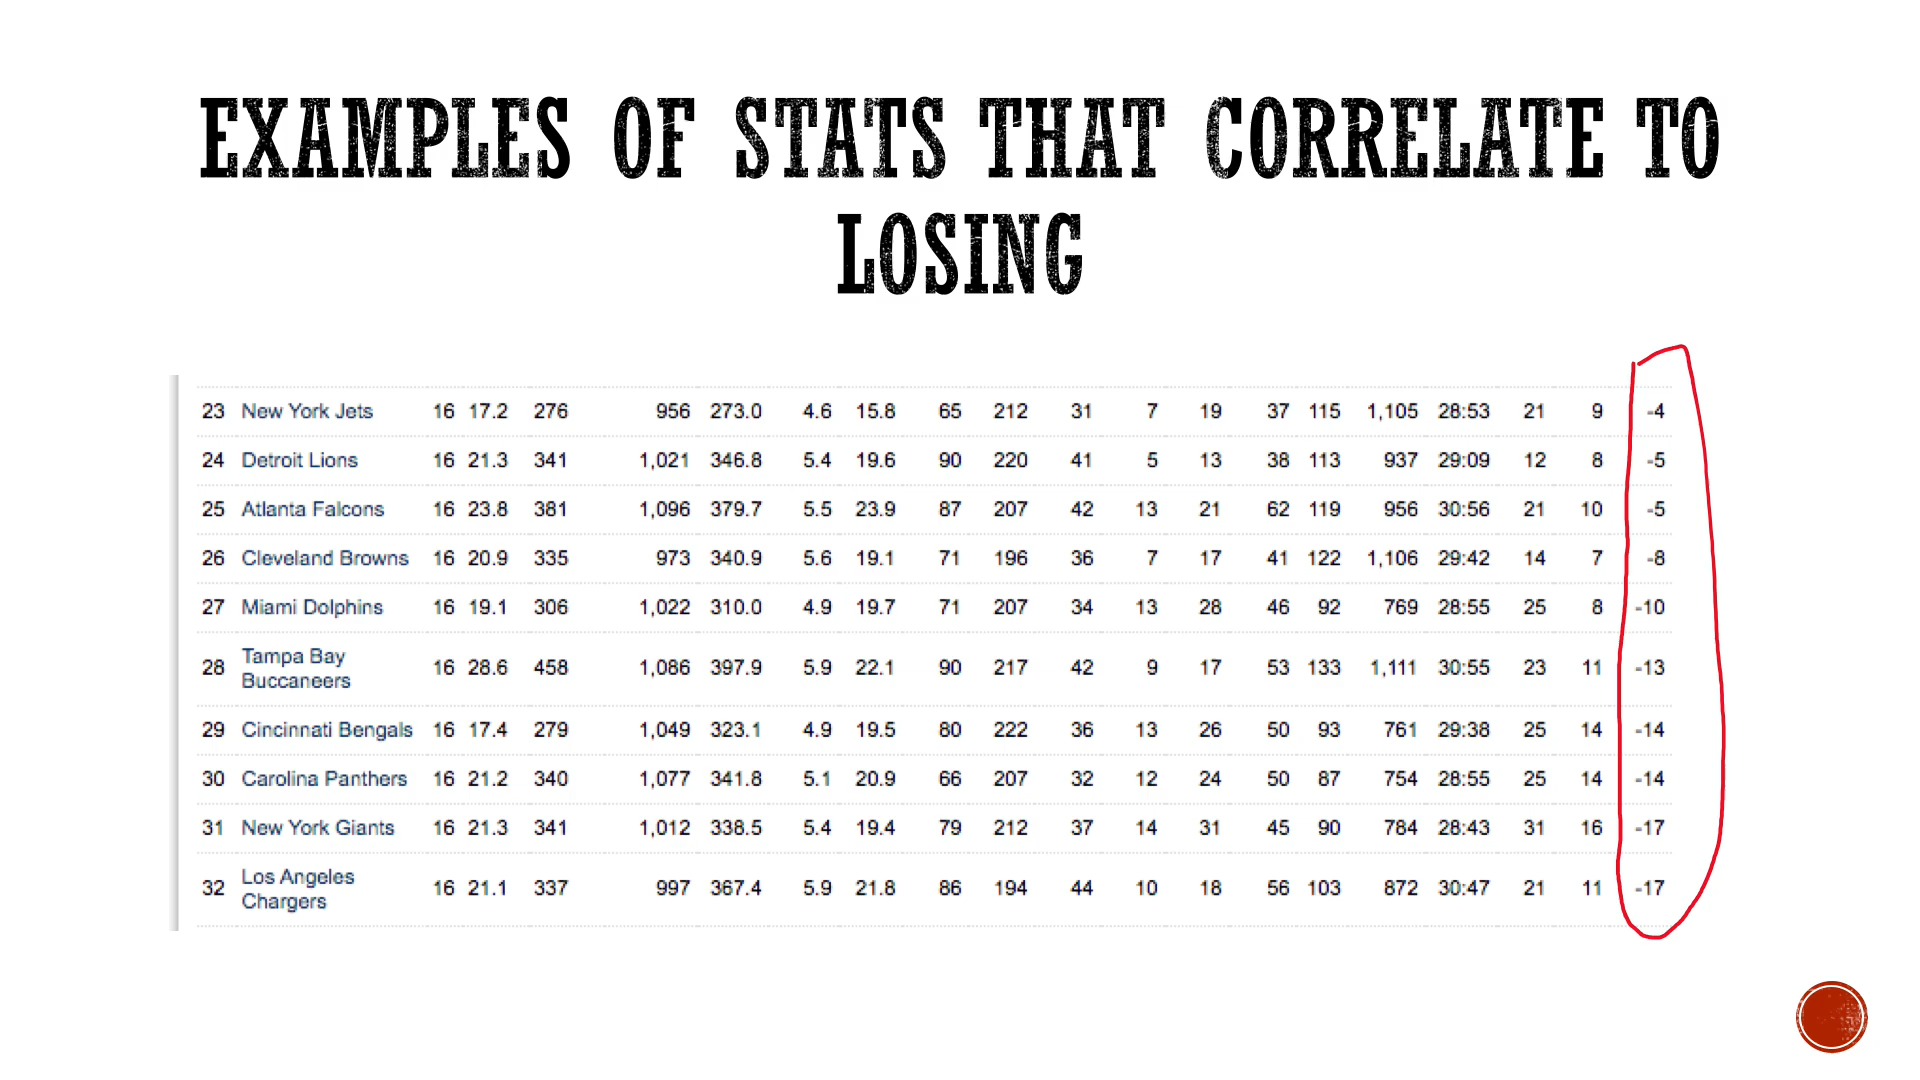 EXAMPLES OF STATS THAT CORRELATE TO
LOSING
23 New York Jets 16 17.2 276 956 273.0 4.6 15.8 65 212 31 7 19 37 115 1,105 28:53 21 9 -4
24 Detroit Lions 16 21.3 341 1,021 346.8 5.4 19.6 90 220 41 5 13 38 113 937 29:09 12 8 -5
25 Atlanta Falcons 16 23.8 381 1,096 379.7 5.5 23.9 87 207 42 13 21 62 119 956 30:56 21 10 -5
26 Cleveland Browns 16 20.9 335 973 340.9 5.6 19.1 71 196 36 7 17 41 122 1,106 29:42 14 7 -8
27 Miami Dolphins 16 19.1 306 1,022 310.0 4.9 19.7 71 207 34 13 28 46 92 769 28:55 25 8 -10
28 Tampa Bay
Buccaneers 16 28.6 458 1,086 397.9 5.9 22.1 90 217 42 9 17 53 133 1,111 30:55 23 11 -13
29 Cincinnati Bengals 16 17.4 279 1,049 323.1 4.9 19.5 80 222 36 13 26 50 93 761 29:38 25 14 -14
30 Carolina Panthers 16 21.2 340 1,077 341.8 5.1 20.9 66 207 32 12 24 50 87 754 28:55 25 14 -14
31 New York Giants 16 21.3 341 1,012 338.5 5.4 19.4 79 212 37 14 31 45 90 784 28:43 31 16 -17
32 Los Angeles
Chargers 16 21.1 337 997 367.4 5.9 21.8 86 194 44 10 18 56 103 872 30:47 21 11 -17